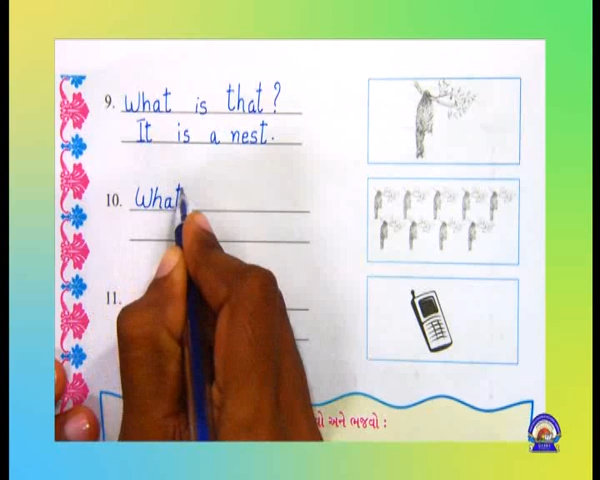 9. What is that?
It is a nest.
10. What
11.
અને ભજવો :